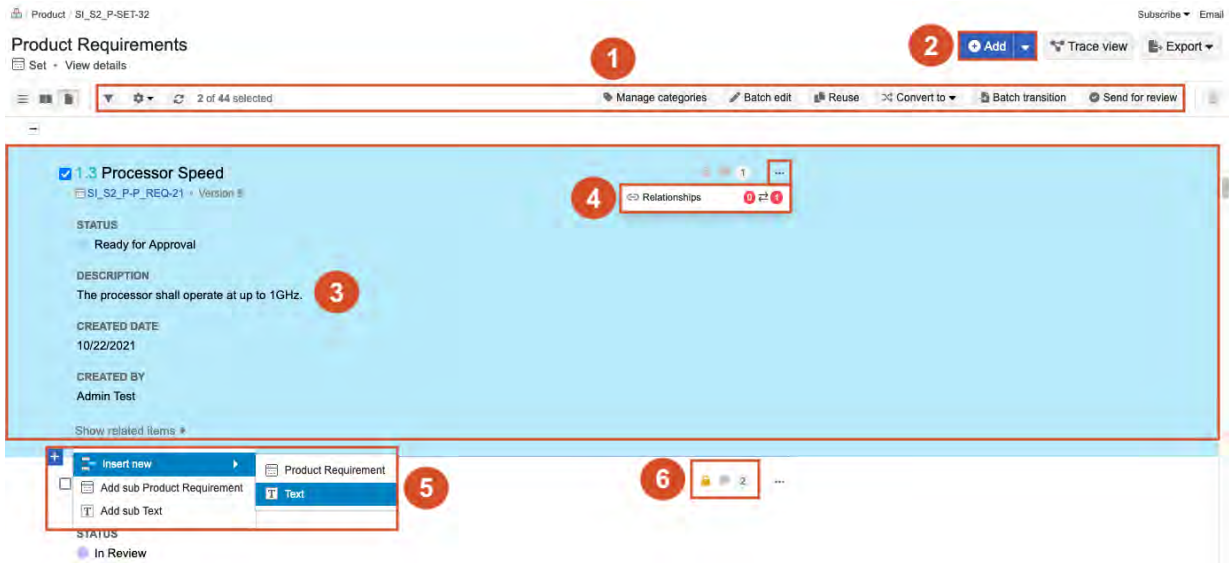 Product / SI_S2_P-SET-32
Subscribe Email
Product Requirements
2
Add
Trace view
Export
Set • View details
1
2 of 44 selected
Manage categories
Batch edit
Reuse
Convert to
Batch transition
Send for review
1.3 Processor Speed
1
...
SI_S2_P-P_REQ-21 • Version
4
Relationships
0
1
STATUS
Ready for Approval
DESCRIPTION
The processor shall operate at up to 1GHz.
3
CREATED DATE
10/22/2021
CREATED BY
Admin Test
Show related items
+
Insert new
Product Requirement
6
2
...
Add sub Product Requirement
T Text
5
T Add sub Text
STATUS
In Review